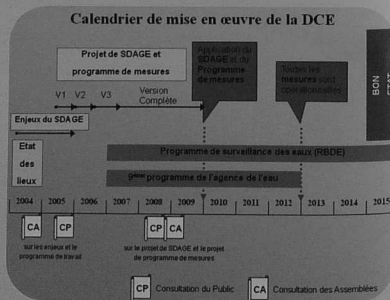 Calendrier de mise en œuvre de la DCE
Projet de SDAGE et
programme de mesures
Application du
SDAGE et du
Programme
de mesures
Toutes les
mesures sont
opérationnelles
BON
ETAT
V1 V2 V3 Version
Complète
Enjeux du SDAGE
Etat
des
lieux
Programme de surveillance des eaux (RBDE)
9ème programme de l'agence de l'eau
2004 2005 2006 2007 2008 2009 2010 2011 2012 2013 2014 2015
CA CP CP CA
sur les enjeux et le
programme de travail
sur le projet de SDAGE et le projet
de programme de mesures
CP Consultation du Public
CA Consultation des Assemblées